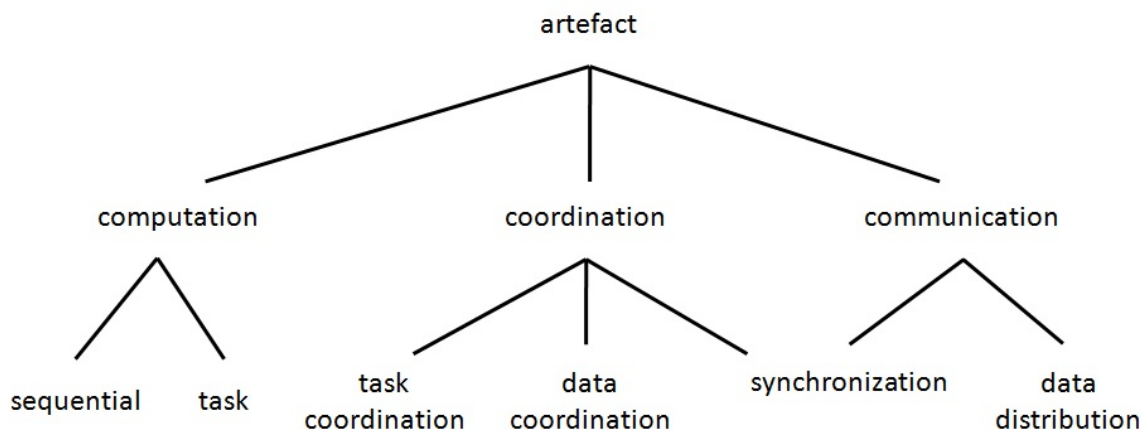 artefact
computation
coordination
communication
sequential
task
task
coordination
data
coordination
synchronization
data
distribution